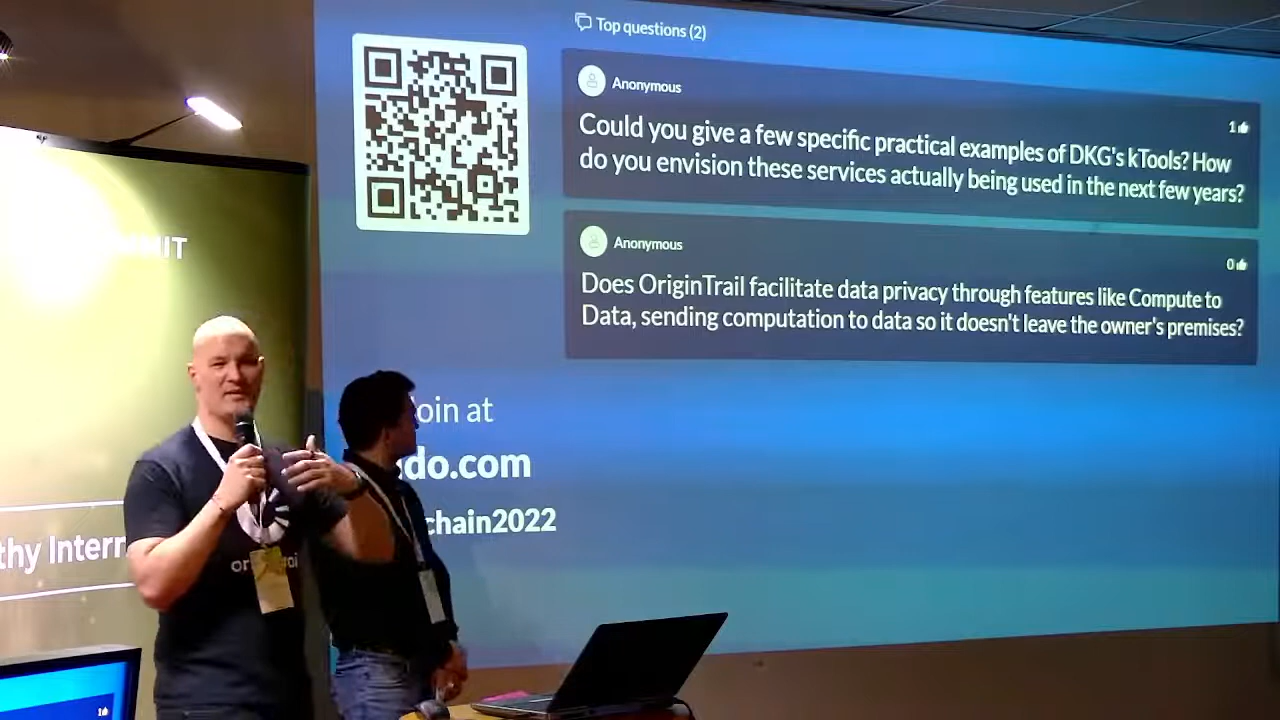 Top questions (2)
Anonymous
1
Could you give a few specific practical examples of DKG's kTools? How
do you envision these services actually being used in the next few years?
Anonymous
0
Does OriginTrail facilitate data privacy through features like Compute to
Data, sending computation to data so it doesn't leave the owner's premises?
oin at
do.com
chain2022
MIT
thy Intern
or
ai
1